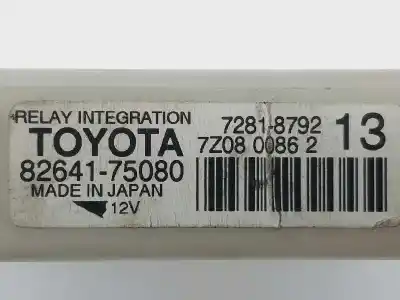 RELAY INTEGRATION
TOYOTA
82641-75080
MADE IN JAPAN
12V
7281-8792
7Z08 0086 2
13